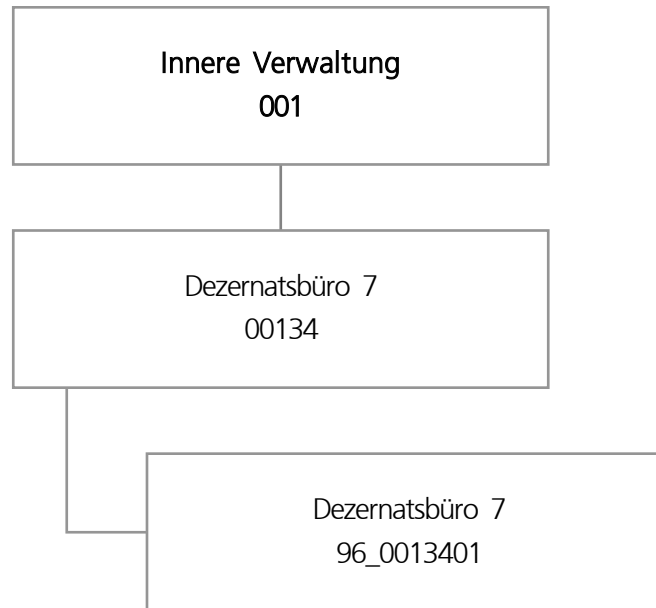 Innere Verwaltung
001
Dezernatsbüro 7
00134
Dezernatsbüro 7
96_0013401